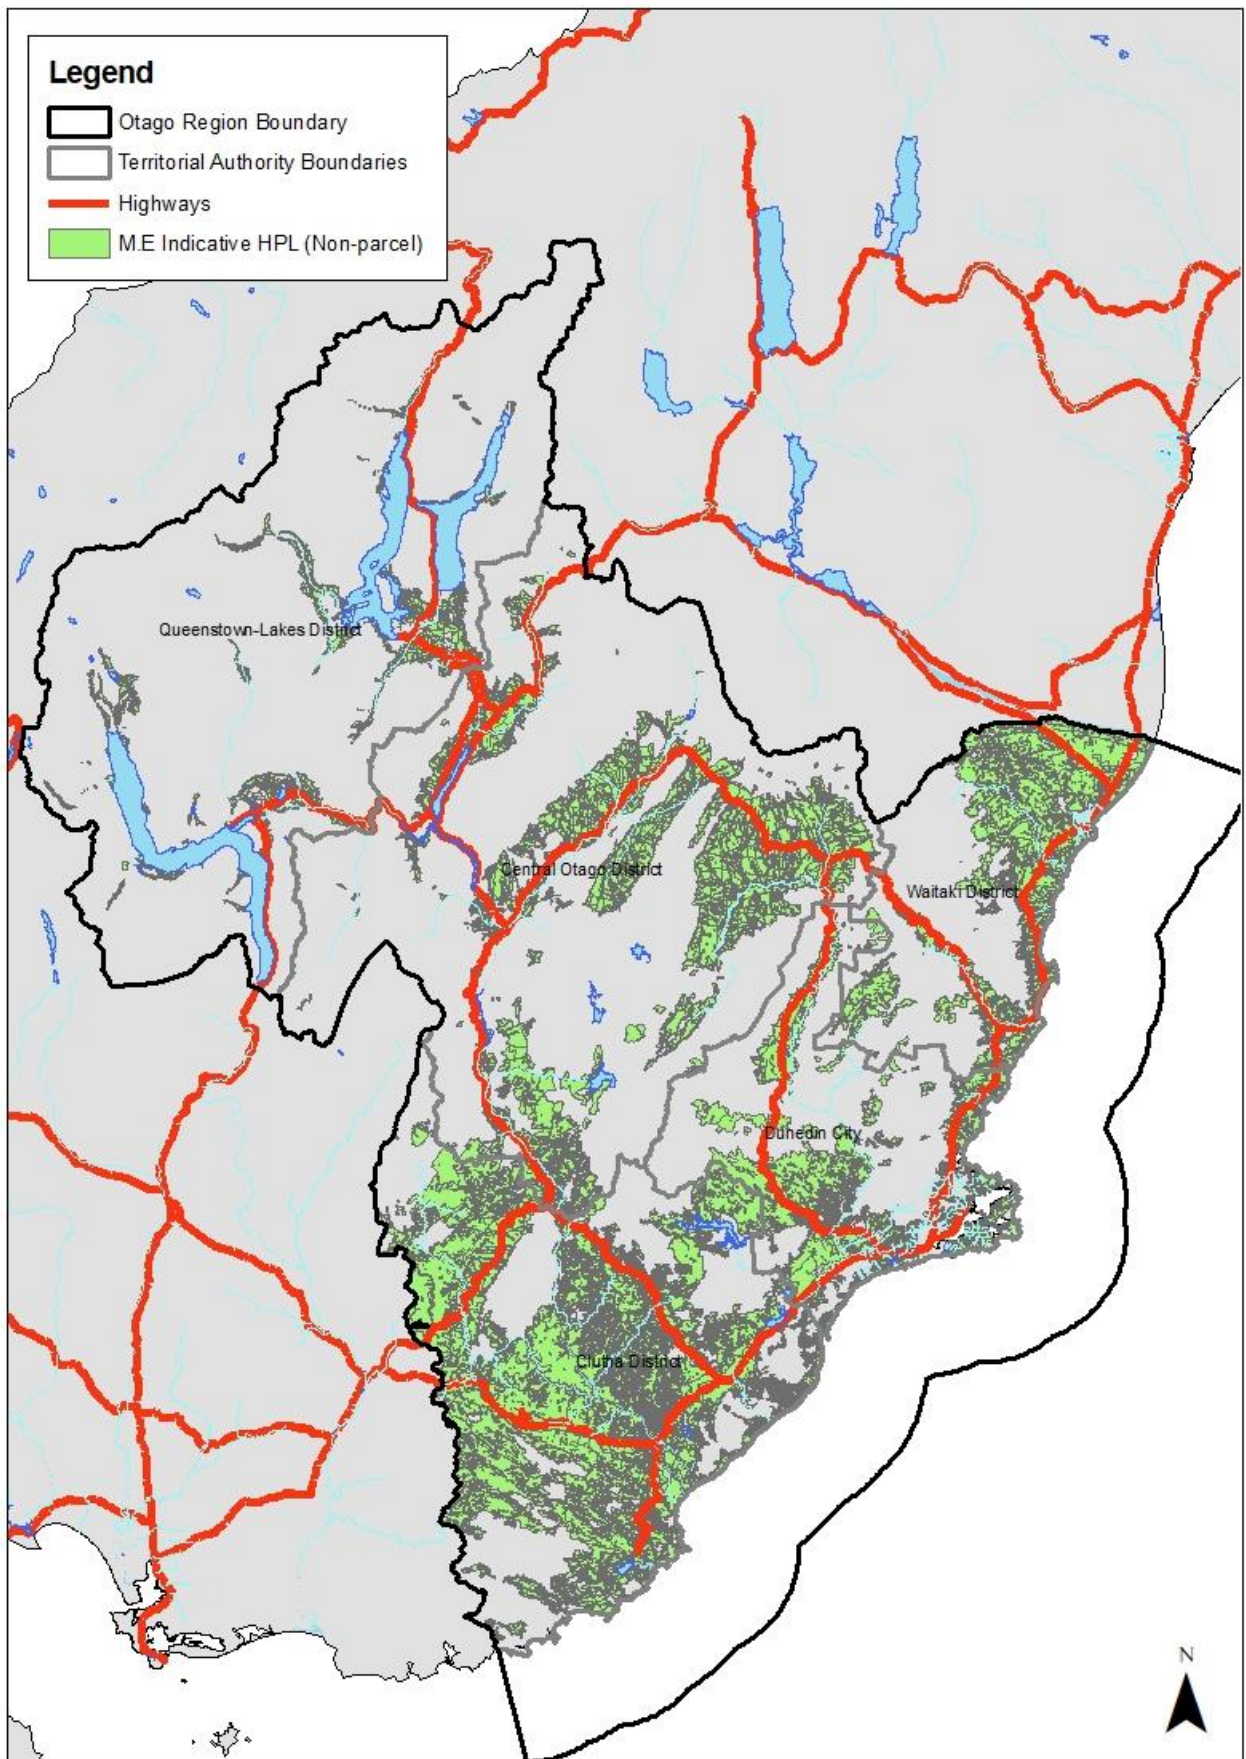 Legend
Otago Region Boundary
Territorial Authority Boundaries
Highways
M.E Indicative HPL (Non-parcel)
Queenstown-Lakes District
Central Otago District
Waitaki District
Dunedin City
Clutha District
N